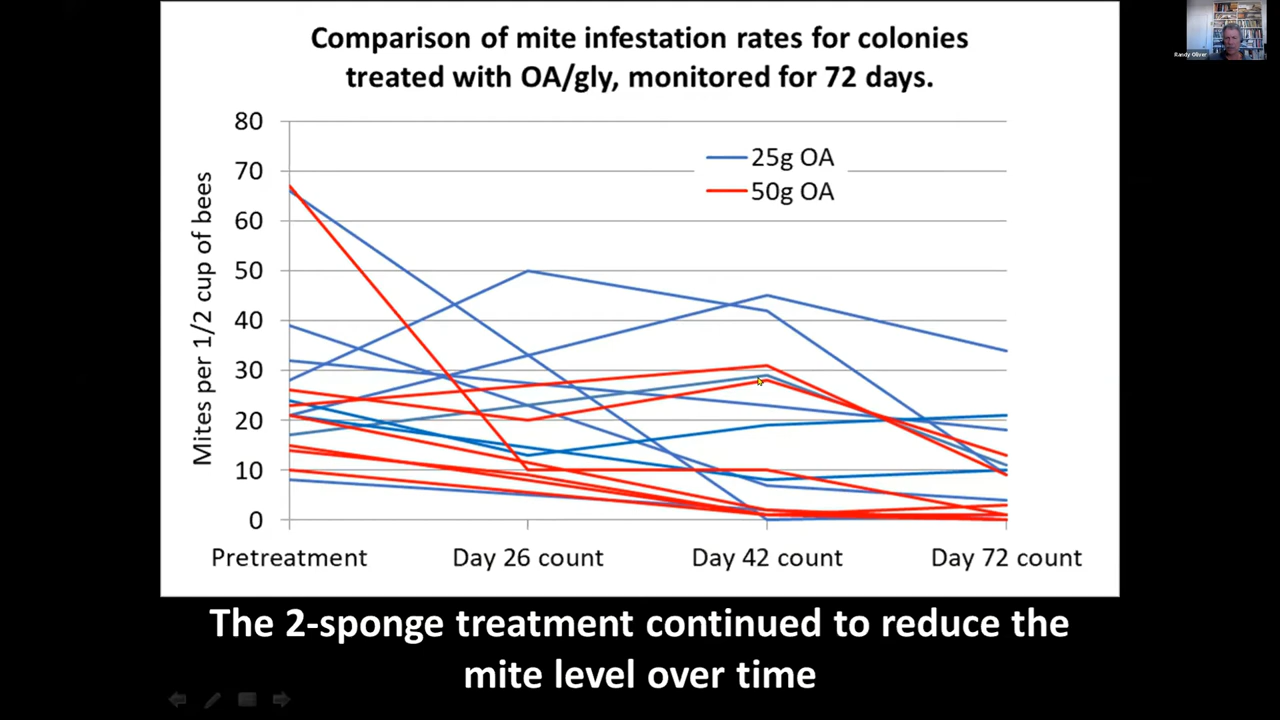 Comparison of mite infestation rates for colonies
treated with OA/gly, monitored for 72 days.
Randy Oliver
80
70
60
50
40
30
20
10
0
Mites per 1/2 cup of bees
25g OA
50g OA
Pretreatment
Day 26 count
Day 42 count
Day 72 count
The 2-sponge treatment continued to reduce the
mite level over time